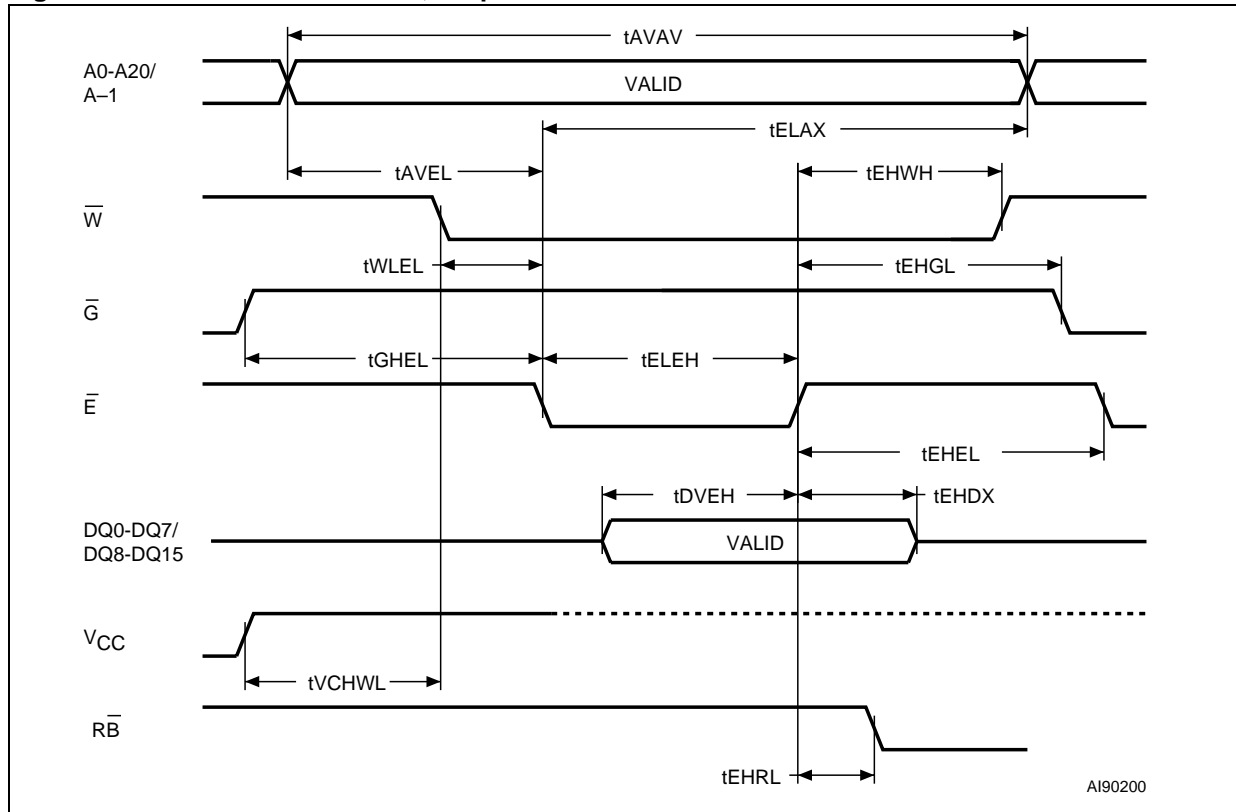 tAVAV
A0-A20/
A–1
VALID
tELAX
tAVEL
tEHWH
W̅
tWLEL
tEHGL
G̅
tGHEL
tELEH
E̅
tEHEL
tDVEH
tEHDX
DQ0-DQ7/
DQ8-DQ15
VALID
VCC
tVCHWL
RB̅
tEHRL
AI90200